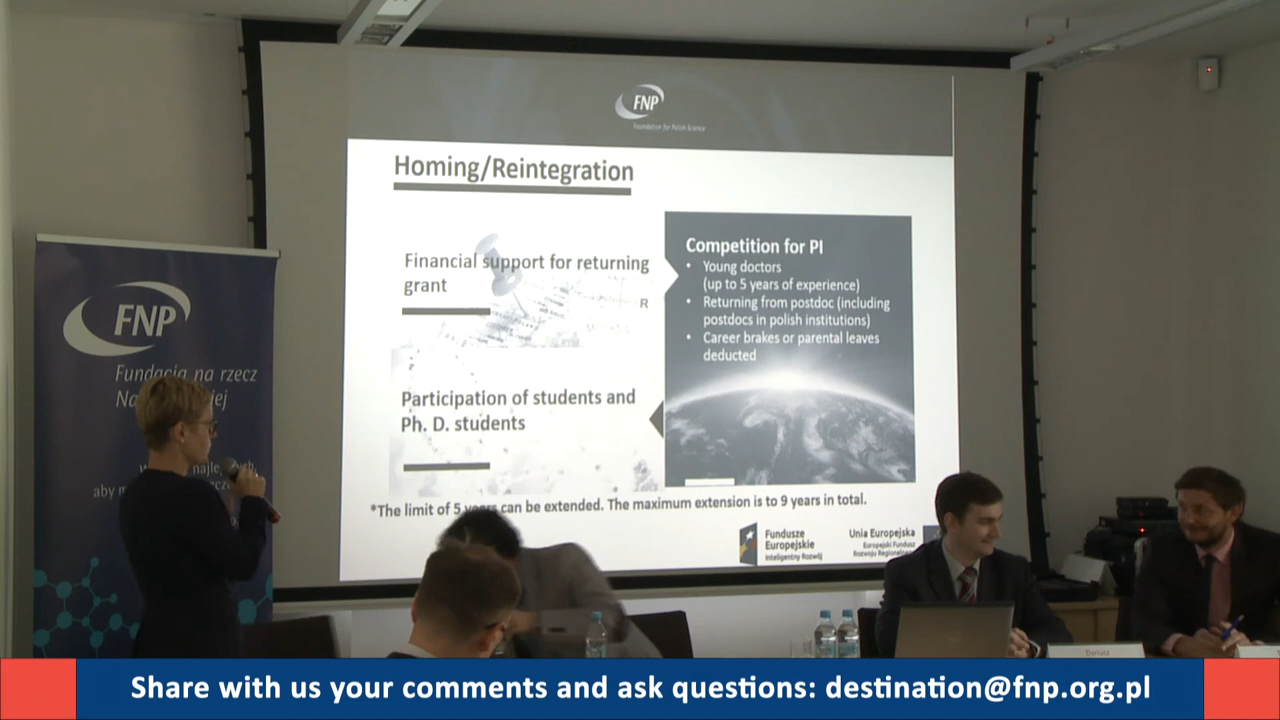 FNP
Foundation for Polish Science
Homing/Reintegration
Financial support for returning
grant
R
Competition for PI
• Young doctors
(up to 5 years of experience)
• Returning from postdoc (including
postdocs in polish institutions)
• Career brakes or parental leaves
deducted
Participation of students and
Ph. D. students
*The limit of 5 years can be extended. The maximum extension is to 9 years in total.
Fundusze
Europejskie
Inteligentny Rozwój
Unia Europejska
Europejski Fundusz
Rozwoju Regionalnego
FNP
Fundacja na rzecz
Dariusz
Share with us your comments and ask questions: destination@fnp.org.pl